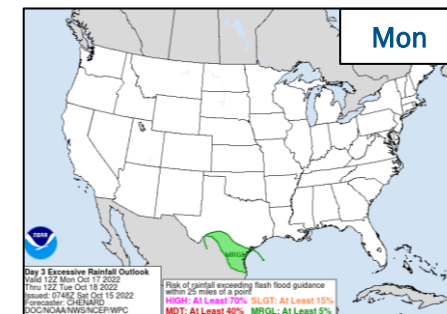 Mon
NOAA
MRGL
Day 3 Excessive Rainfall Outlook
Valid 12Z Mon Oct 17 2022
Thru 12Z Tue Oct 18 2022
Issued: 0748Z Sat Oct 15 2022
Forecaster: CHENARD
DOC/NOAA/NWS/NCEP/WPC
Risk of rainfall exceeding flash flood guidance
within 25 miles of a point
HIGH: At Least 70% SLGT: At Least 15%
MDT: At Least 40% MRGL: At Least 5%